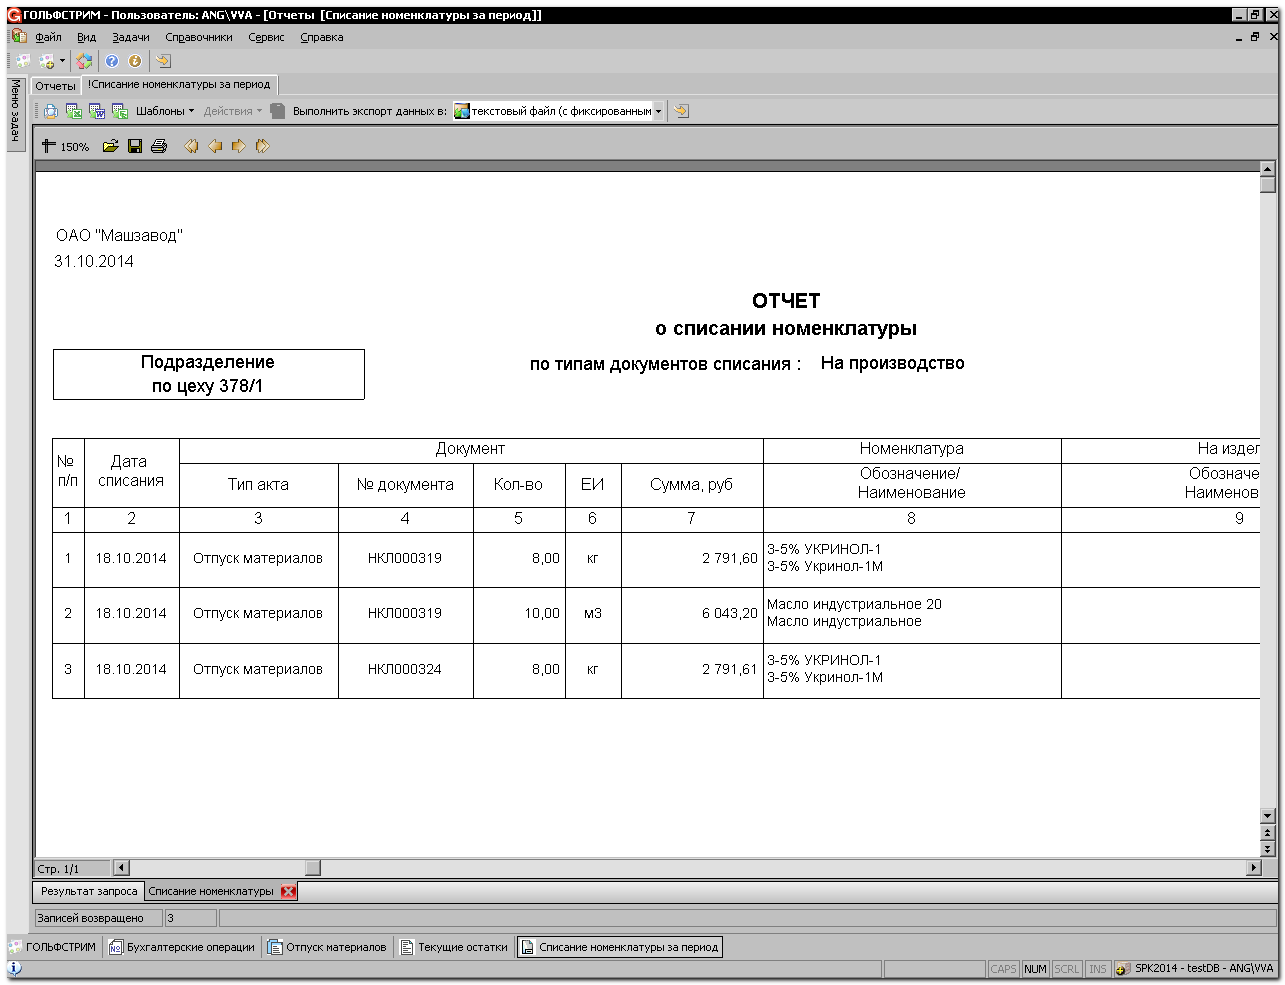 ГОЛЬФСТРИМ - Пользователь: ANG\VVA - [Отчеты [Списание номенклатуры за период]]
Файл Вид Задачи Справочники Сервис Справка
Отчеты !Списание номенклатуры за период
Меню задач
Шаблоны Действия Выполнить экспорт данных в: текстовый файл (с фиксированным
150%
ОАО "Машзавод"
31.10.2014
ОТЧЕТ
о списании номенклатуры
по типам документов списания : На производство
Подразделение
по цеху 378/1
№ п/п Дата списания Документ Номенклатура На издел
Тип акта № документа Кол-во ЕИ Сумма, руб Обозначение/ Наименование Обозначе Наименов
1 2 3 4 5 6 7 8 9
1 18.10.2014 Отпуск материалов НКЛ000319 8,00 кг 2 791,60 3-5% УКРИНОЛ-1
3-5% Укринол-1М
2 18.10.2014 Отпуск материалов НКЛ000319 10,00 м3 6 043,20 Масло индустриальное 20
Масло индустриальное
3 18.10.2014 Отпуск материалов НКЛ000324 8,00 кг 2 791,61 3-5% УКРИНОЛ-1
3-5% Укринол-1М
Стр. 1/1
Результат запроса Списание номенклатуры
Записей возвращено 3
ГОЛЬФСТРИМ Бухгалтерские операции Отпуск материалов Текущие остатки Списание номенклатуры за период
CAPS NUM SCRL INS SPK2014 - testDB - ANG\VVA